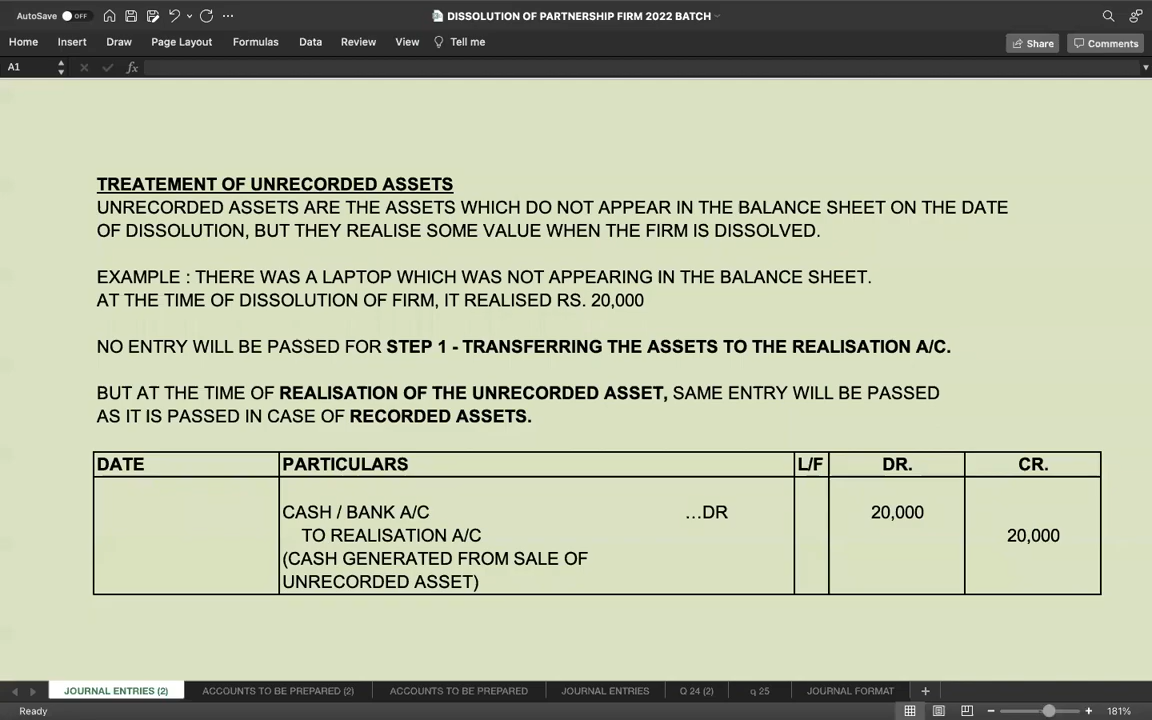 AutoSave OFF
DISSOLUTION OF PARTNERSHIP FIRM 2022 BATCH
Home Insert Draw Page Layout Formulas Data Review View Tell me
Share Comments
A1 fx
TREATEMENT OF UNRECORDED ASSETS
UNRECORDED ASSETS ARE THE ASSETS WHICH DO NOT APPEAR IN THE BALANCE SHEET ON THE DATE
OF DISSOLUTION, BUT THEY REALISE SOME VALUE WHEN THE FIRM IS DISSOLVED.
EXAMPLE : THERE WAS A LAPTOP WHICH WAS NOT APPEARING IN THE BALANCE SHEET.
AT THE TIME OF DISSOLUTION OF FIRM, IT REALISED RS. 20,000
NO ENTRY WILL BE PASSED FOR STEP 1 - TRANSFERRING THE ASSETS TO THE REALISATION A/C.
BUT AT THE TIME OF REALISATION OF THE UNRECORDED ASSET, SAME ENTRY WILL BE PASSED
AS IT IS PASSED IN CASE OF RECORDED ASSETS.
DATE PARTICULARS L/F DR. CR.
CASH / BANK A/C ...DR 20,000
TO REALISATION A/C 20,000
(CASH GENERATED FROM SALE OF
UNRECORDED ASSET)
JOURNAL ENTRIES (2) ACCOUNTS TO BE PREPARED (2) ACCOUNTS TO BE PREPARED JOURNAL ENTRIES Q 24 (2) q 25 JOURNAL FORMAT +
Ready 181%